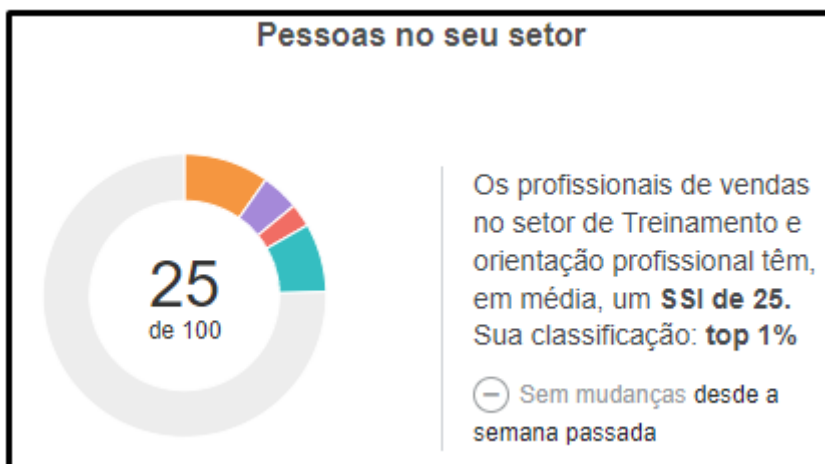 Pessoas no seu setor
25
de 100
Os profissionais de vendas
no setor de Treinamento e
orientação profissional têm,
em média, um SSI de 25.
Sua classificação: top 1%
Sem mudanças desde a
semana passada